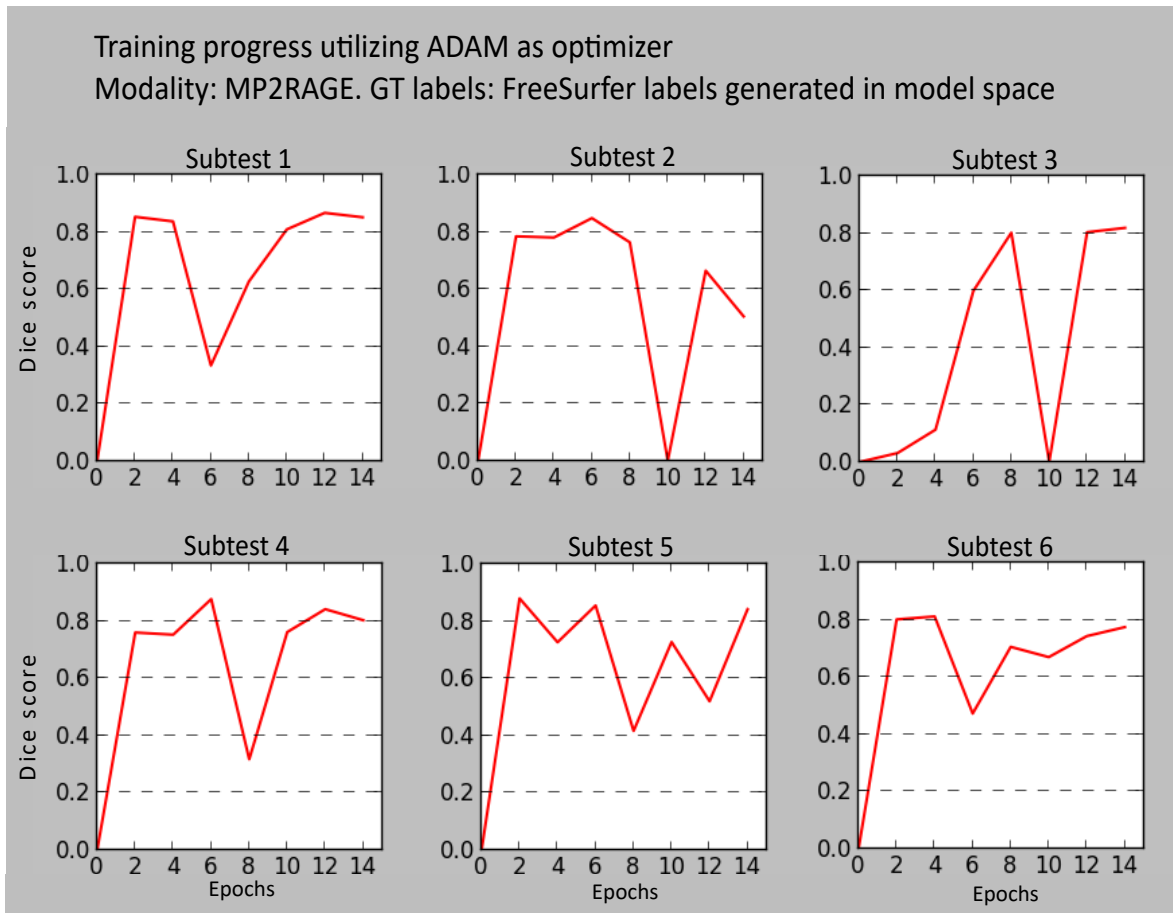 Training progress utilizing ADAM as optimizer
Modality: MP2RAGE. GT labels: FreeSurfer labels generated in model space
Subtest 1
Subtest 2
Subtest 3
Dice score
1.0
0.8
0.6
0.4
0.2
0.0
0 2 4 6 8 10 12 14
1.0
0.8
0.6
0.4
0.2
0.0
0 2 4 6 8 10 12 14
1.0
0.8
0.6
0.4
0.2
0.0
0 2 4 6 8 10 12 14
Subtest 4
Subtest 5
Subtest 6
Dice score
1.0
0.8
0.6
0.4
0.2
0.0
0 2 4 6 8 10 12 14
Epochs
1.0
0.8
0.6
0.4
0.2
0.0
0 2 4 6 8 10 12 14
Epochs
1.0
0.8
0.6
0.4
0.2
0.0
0 2 4 6 8 10 12 14
Epochs